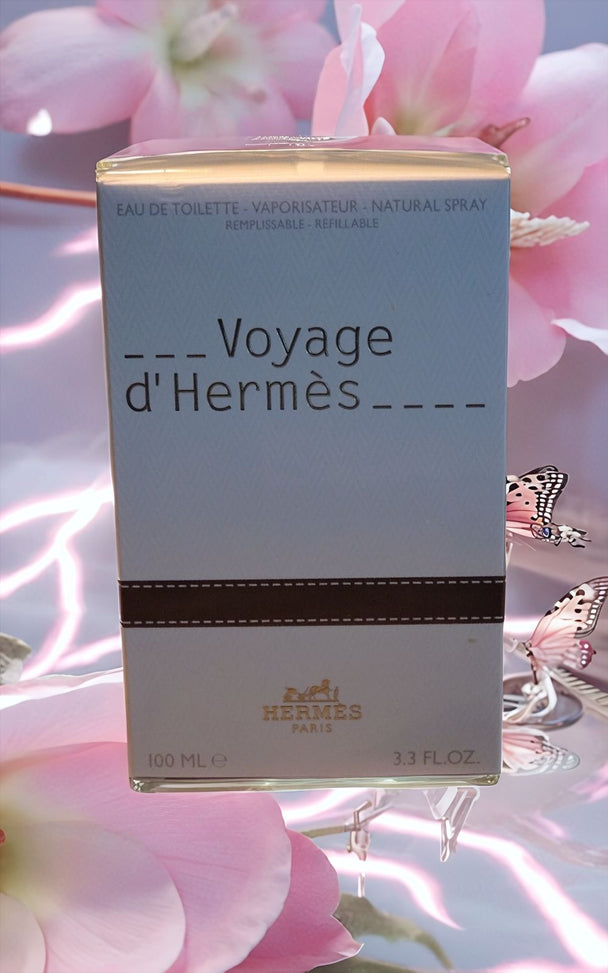 EAU DE TOILETTE - VAPORISATEUR - NATURAL SPRAY
REMPLISSABLE - REFILLABLE
___Voyage
d'Hermès____
HERMÈS
PARIS
100 ML ℮ 3.3 FL.OZ.